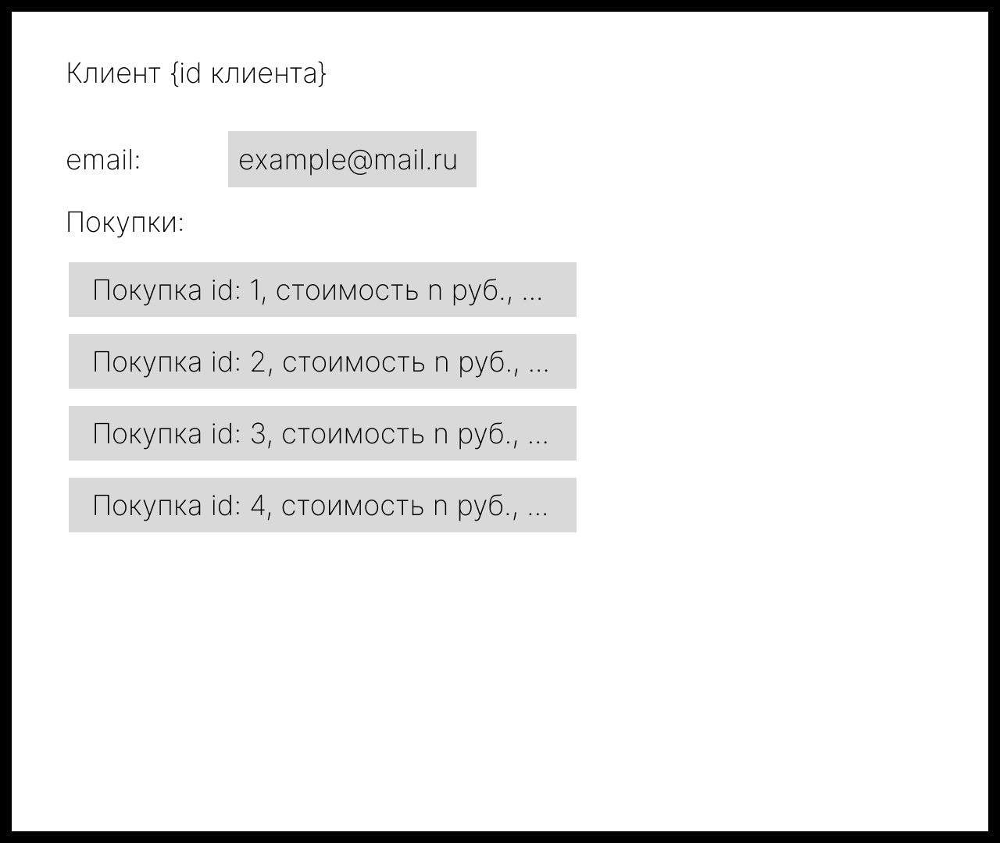 Клиент {id клиента}
email: example@mail.ru
Покупки:
Покупка id: 1, стоимость n руб., ...
Покупка id: 2, стоимость n руб., ...
Покупка id: 3, стоимость n руб., ...
Покупка id: 4, стоимость n руб., ...